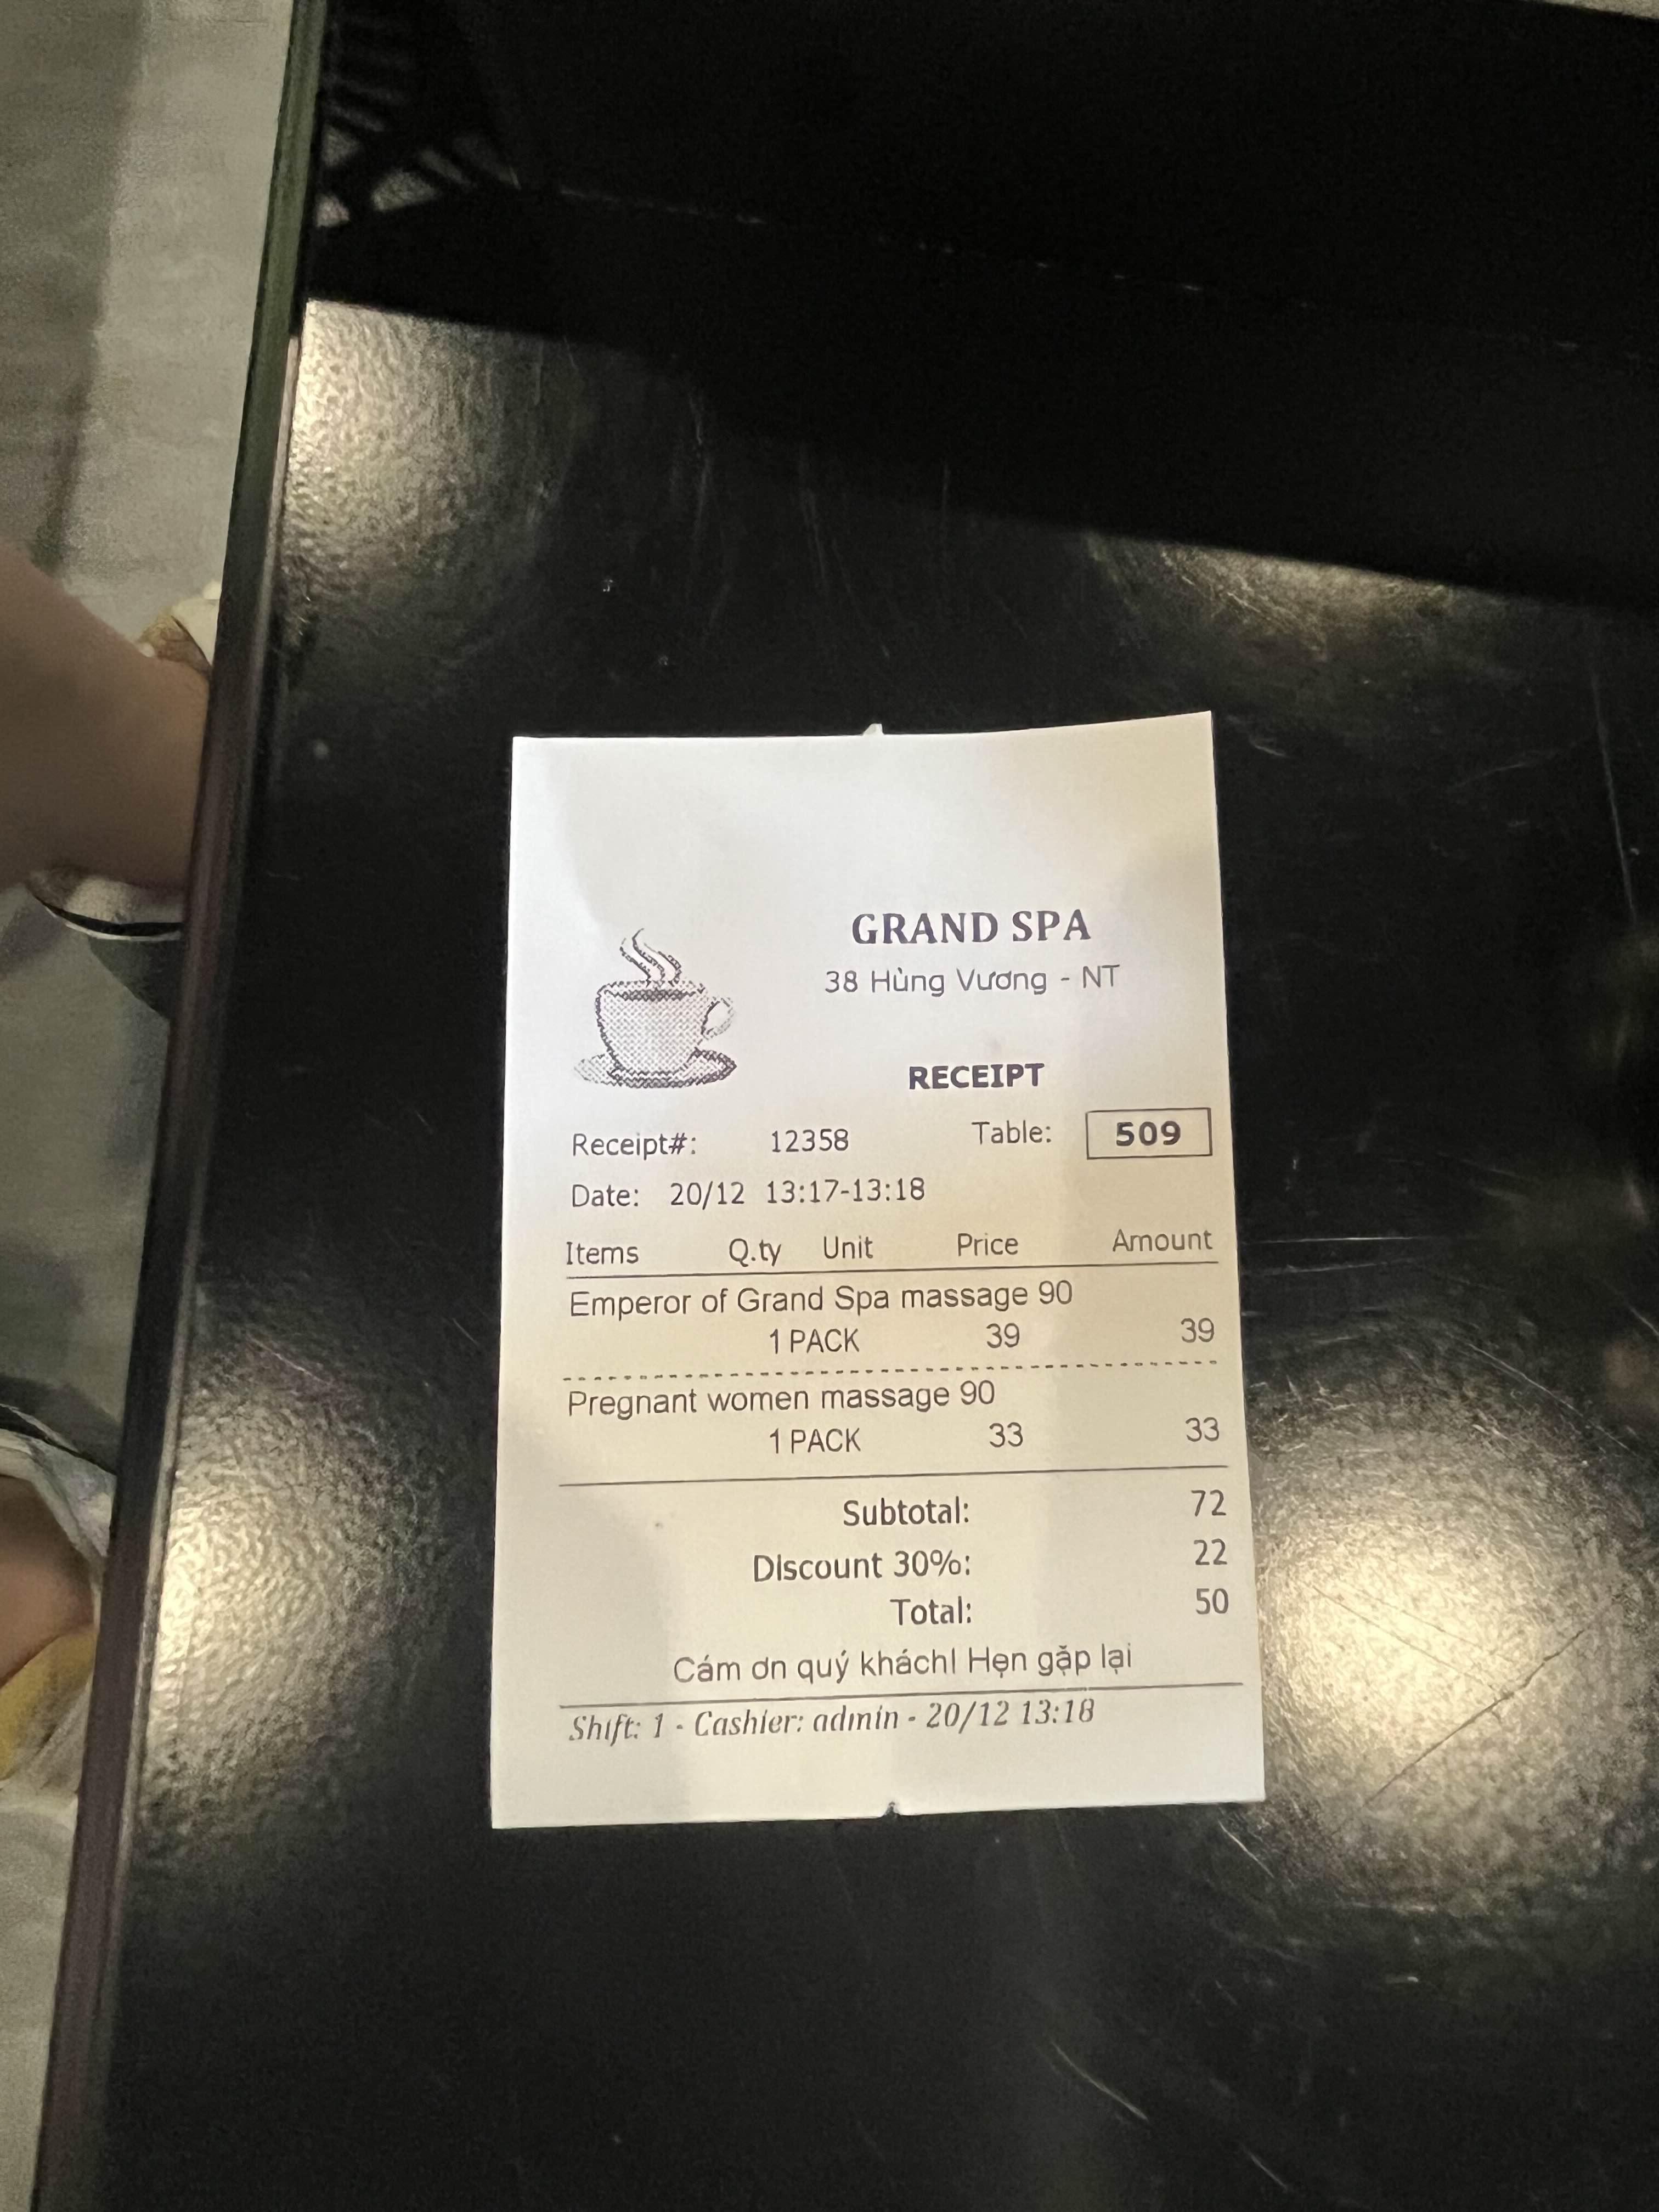 GRAND SPA
38 Hùng Vương - NT
RECEIPT
Receipt#: 12358 Table: 509
Date: 20/12 13:17-13:18
Items Q.ty Unit Price Amount
Emperor of Grand Spa massage 90
1 PACK 39 39
Pregnant women massage 90
1 PACK 33 33
Subtotal: 72
Discount 30%: 22
Total: 50
Cám ơn quý khách! Hẹn gặp lại
Shift: 1 - Cashier: admin - 20/12 13:18